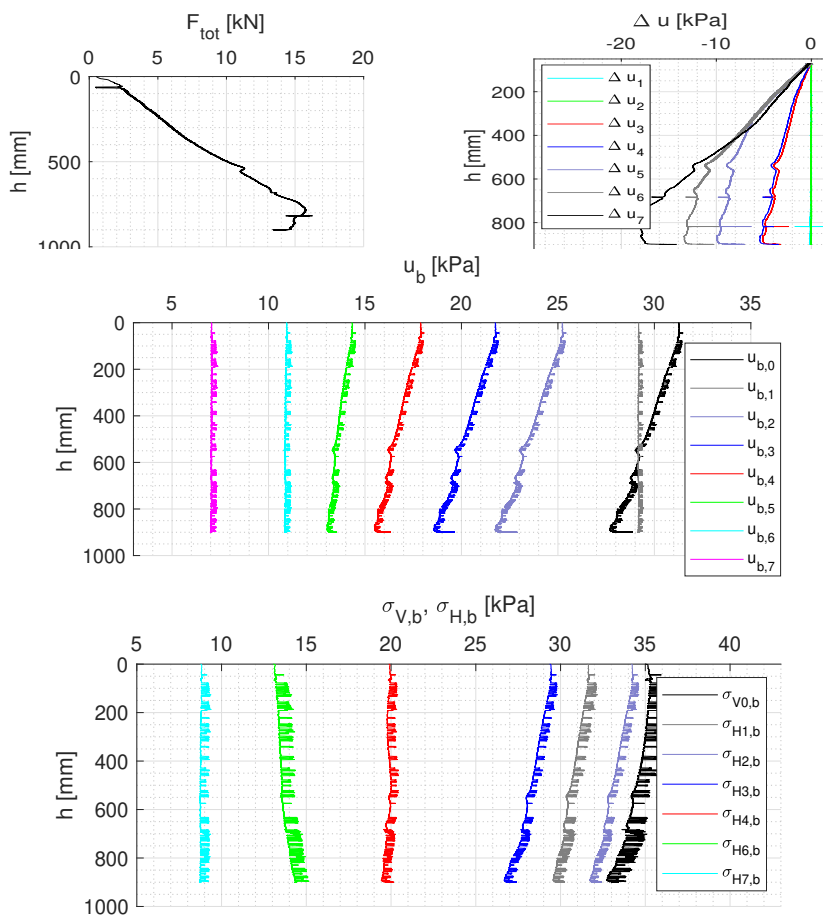 F_tot [kN]
0 5 10 15 20
0
500
1000
h [mm]
Δ u [kPa]
-20 -10 0
200
400
600
800
h [mm]
Δ u_1
Δ u_2
Δ u_3
Δ u_4
Δ u_5
Δ u_6
Δ u_7
u_b [kPa]
5 10 15 20 25 30 35
0
200
400
600
800
1000
h [mm]
u_b,0
u_b,1
u_b,2
u_b,3
u_b,4
u_b,5
u_b,6
u_b,7
σ_V,b, σ_H,b [kPa]
5 10 15 20 25 30 35 40
0
200
400
600
800
1000
h [mm]
σ_V0,b
σ_H1,b
σ_H2,b
σ_H3,b
σ_H4,b
σ_H6,b
σ_H7,b